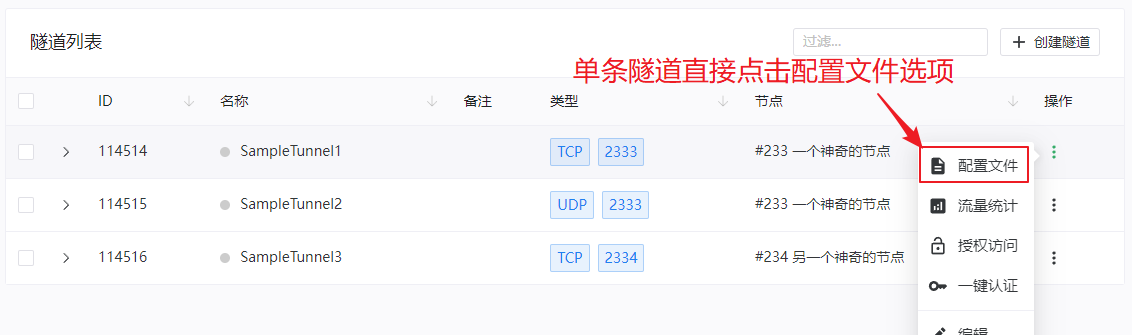 隧道列表
过滤...
创建隧道
单条隧道直接点击配置文件选项
ID 名称 备注 类型 节点 操作
114514 SampleTunnel1 TCP 2333 #233 一个神奇的节点
配置文件
114515 SampleTunnel2 UDP 2333 #233 一个神奇的节点
流量统计
授权访问
114516 SampleTunnel3 TCP 2334 #234 另一个神奇的节点
一键认证
编辑